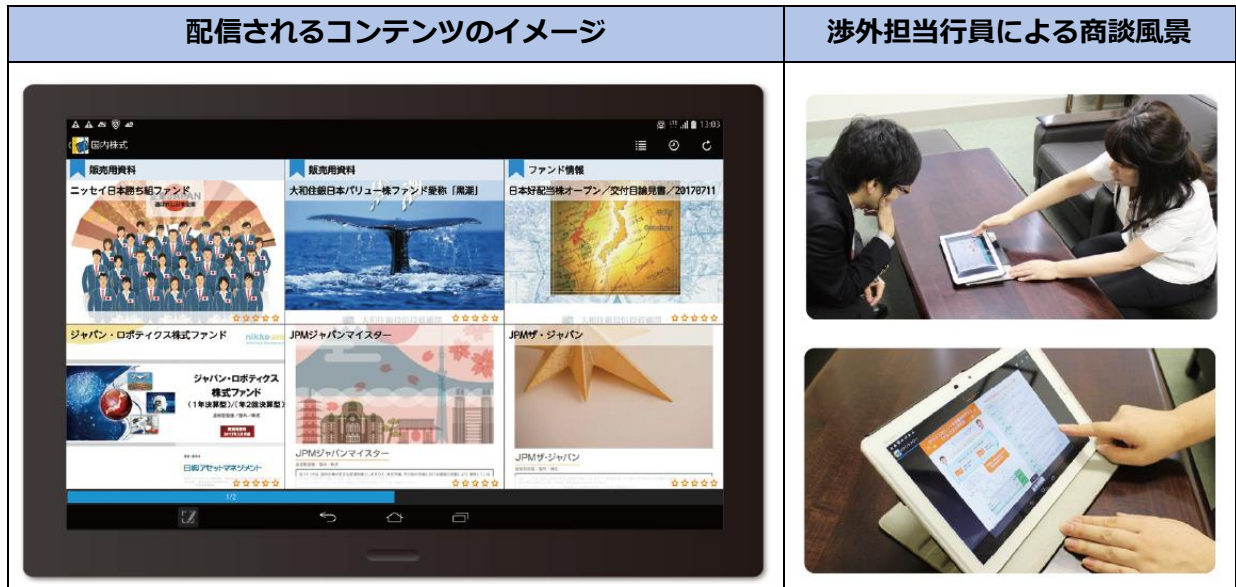 配信されるコンテンツのイメージ
渉外担当行員による商談風景
13:03
国内株式
販売用資料
販売用資料
ファンド情報
ニッセイ日本勝ち組ファンド
大和住銀日本バリュー株ファンド愛称「黒潮」
日本好配当株オープン／交付目論見書／20170711
ジャパン・ロボティクス株式ファンド
JPMジャパンマイスター
JPMザ・ジャパン
ジャパン・ロボティクス
株式ファンド
（1年決算型）/（年2回決算型）
日興アセットマネジメント
JPMジャパンマイスター
JPMザ・ジャパン
1/2